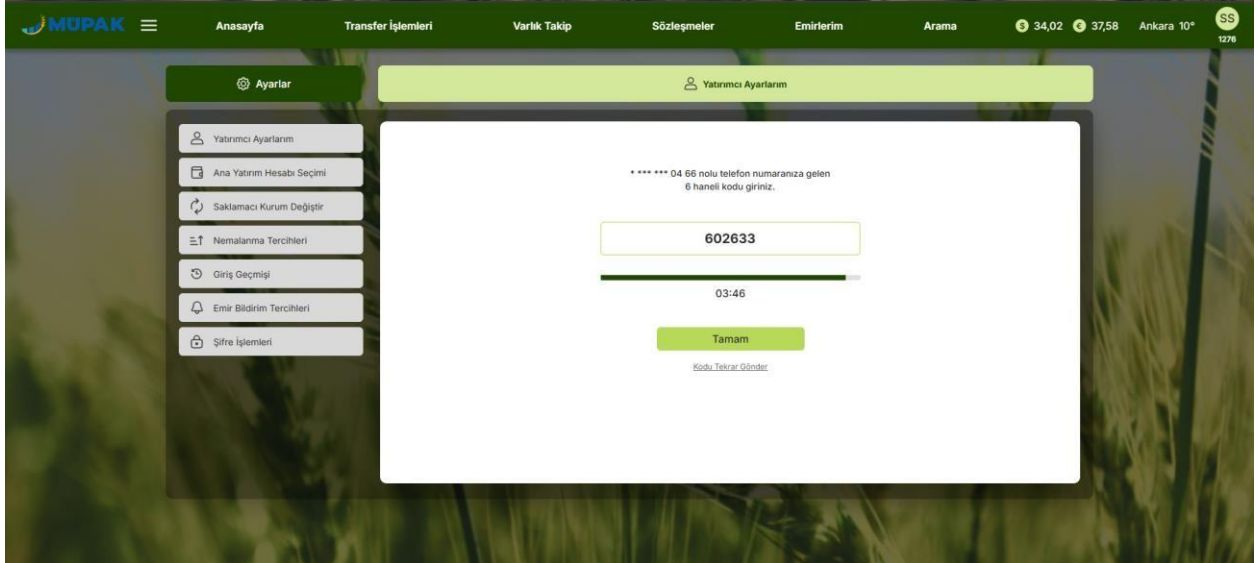 MÜPAK
Anasayfa
Transfer İşlemleri
Varlık Takip
Sözleşmeler
Emirlerim
Arama
$ 34,02 € 37,58
Ankara 10°
SS
1276
Ayarlar
Yatırımcı Ayarlarım
Yatırımcı Ayarlarım
Ana Yatırım Hesabı Seçimi
Saklamacı Kurum Değiştir
Nemalanma Tercihleri
Giriş Geçmişi
Emir Bildirim Tercihleri
Şifre İşlemleri
* *** *** 04 66 nolu telefon numaranıza gelen
6 haneli kodu giriniz.
602633
03:46
Tamam
Kodu Tekrar Gönder